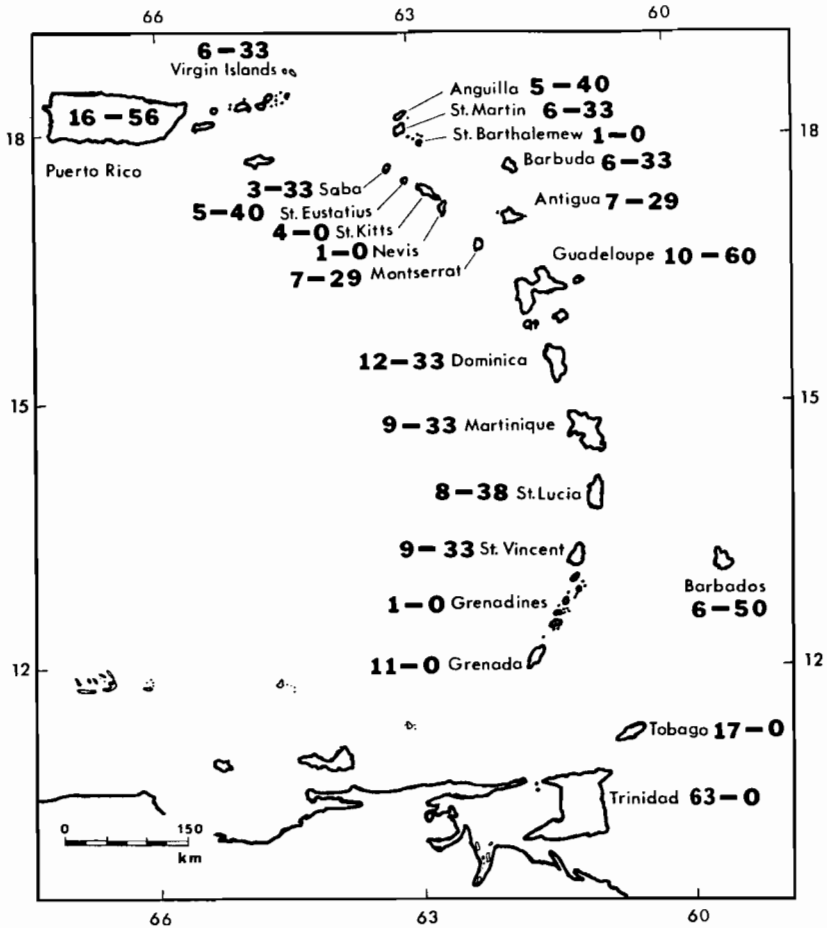 66 63 60
6–33
Virgin Islands
16–56
Puerto Rico
Anguilla 5–40
St. Martin 6–33
St. Barthalemew 1–0
Barbuda 6–33
18 18
3–33 Saba
5–40 St. Eustatius
4–0 St. Kitts
1–0 Nevis
7–29 Montserrat
Antigua 7–29
Guadeloupe 10–60
12–33 Dominica
15 15
9–33 Martinique
8–38 St. Lucia
9–33 St. Vincent
Barbados
6–50
1–0 Grenadines
11–0 Grenada
12 12
Tobago 17–0
Trinidad 63–0
0 150
km
66 63 60